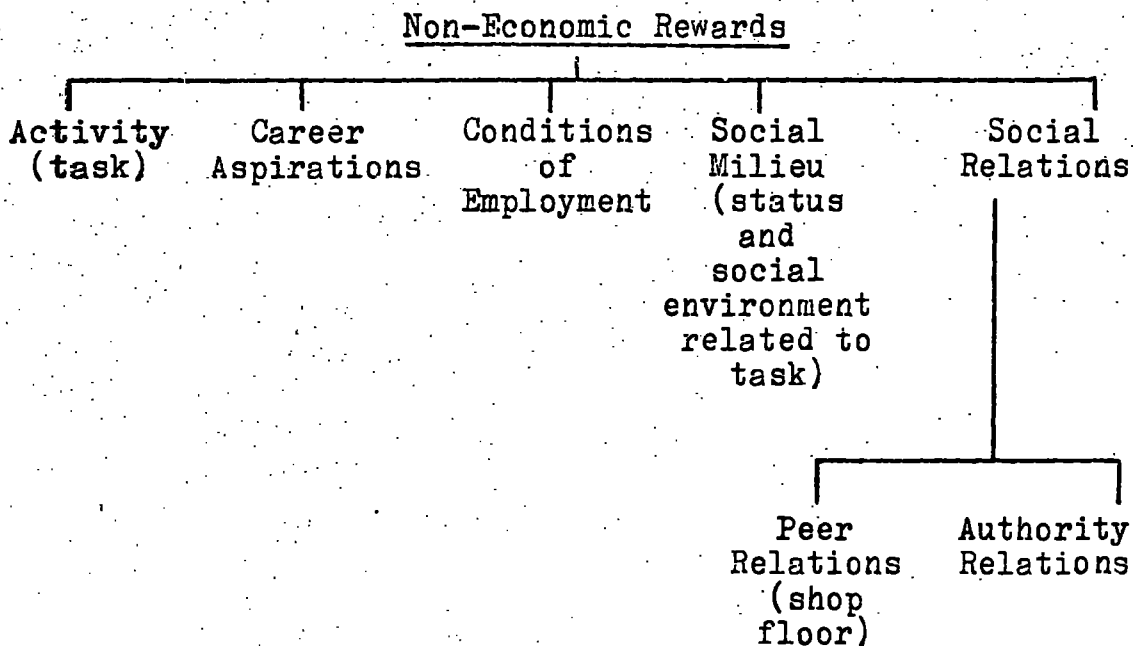 Non-Economic Rewards
Activity
(task)
Career
Aspirations
Conditions
of
Employment
Social
Milieu
(status
and
social
environment
related to
task)
Social
Relations
Peer
Relations
(shop
floor)
Authority
Relations